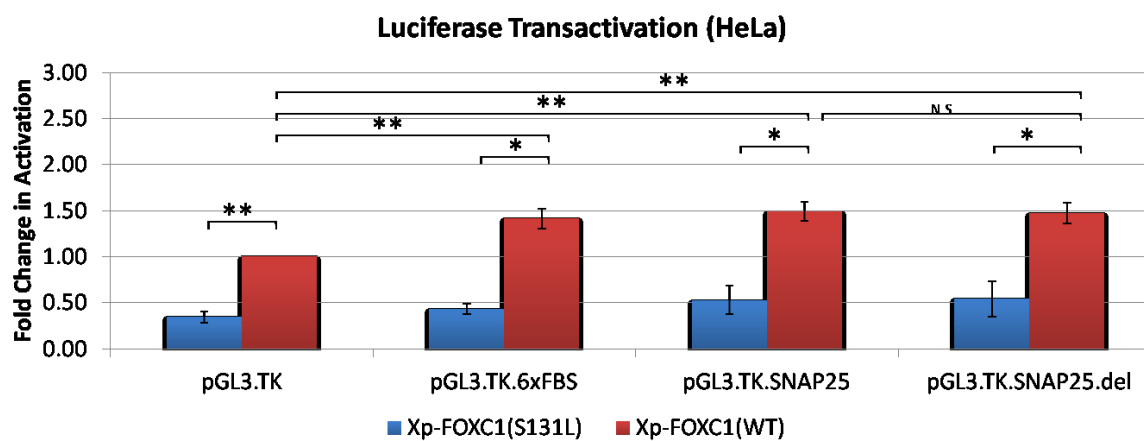 Luciferase Transactivation (HeLa)
Fold Change in Activation
3.00
2.50
2.00
1.50
1.00
0.50
0.00
**
**
N S
**
*
*
*
**
pGL3.TK
pGL3.TK.6xFBS
pGL3.TK.SNAP25
pGL3.TK.SNAP25.del
Xp-FOXC1(S131L)
Xp-FOXC1(WT)